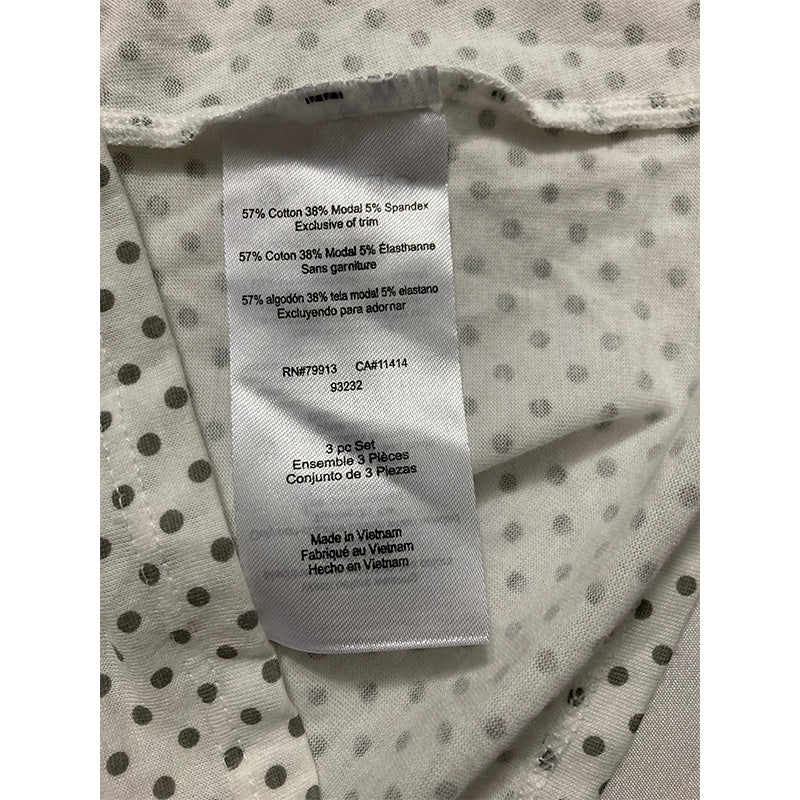 57% Cotton 38% Modal 5% Spandex
Exclusive of trim
57% Coton 38% Modal 5% Élasthanne
Sans garniture
57% algodón 38% tela modal 5% elastano
Excluyendo para adornar
RN#79913 CA#11414
93232
3 pc Set
Ensemble 3 Pièces
Conjunto de 3 Piezas
Made in Vietnam
Fabriqué au Vietnam
Hecho en Vietnam